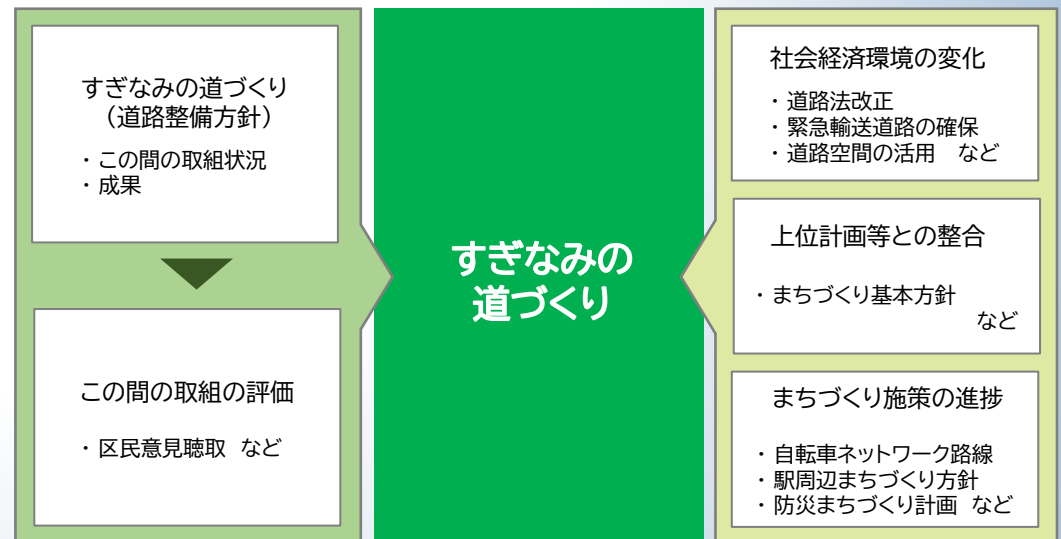 すぎなみの道づくり
（道路整備方針）
・この間の取組状況
・成果
この間の取組の評価
・区民意見聴取 など
すぎなみの
道づくり
社会経済環境の変化
・道路法改正
・緊急輸送道路の確保
・道路空間の活用 など
上位計画等との整合
・まちづくり基本方針
など
まちづくり施策の進捗
・自転車ネットワーク路線
・駅周辺まちづくり方針
・防災まちづくり計画 など